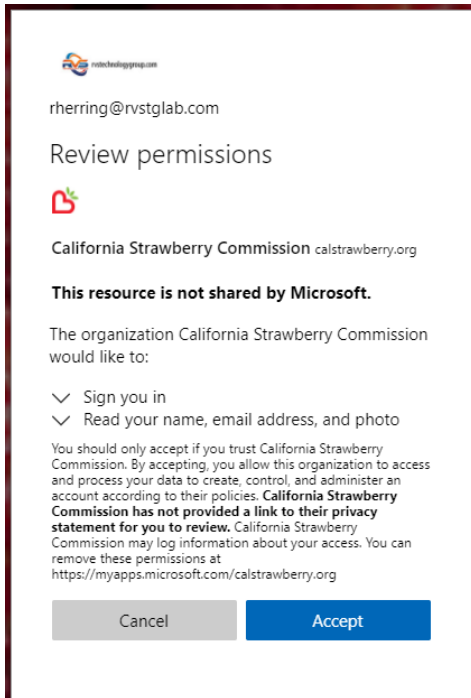 rvstechnologygroup.com
rherring@rvstglab.com
Review permissions
California Strawberry Commission calstrawberry.org
This resource is not shared by Microsoft.
The organization California Strawberry Commission
would like to:
Sign you in
Read your name, email address, and photo
You should only accept if you trust California Strawberry
Commission. By accepting, you allow this organization to access
and process your data to create, control, and administer an
account according to their policies. California Strawberry
Commission has not provided a link to their privacy
statement for you to review. California Strawberry
Commission may log information about your access. You can
remove these permissions at
https://myapps.microsoft.com/calstrawberry.org
Cancel
Accept